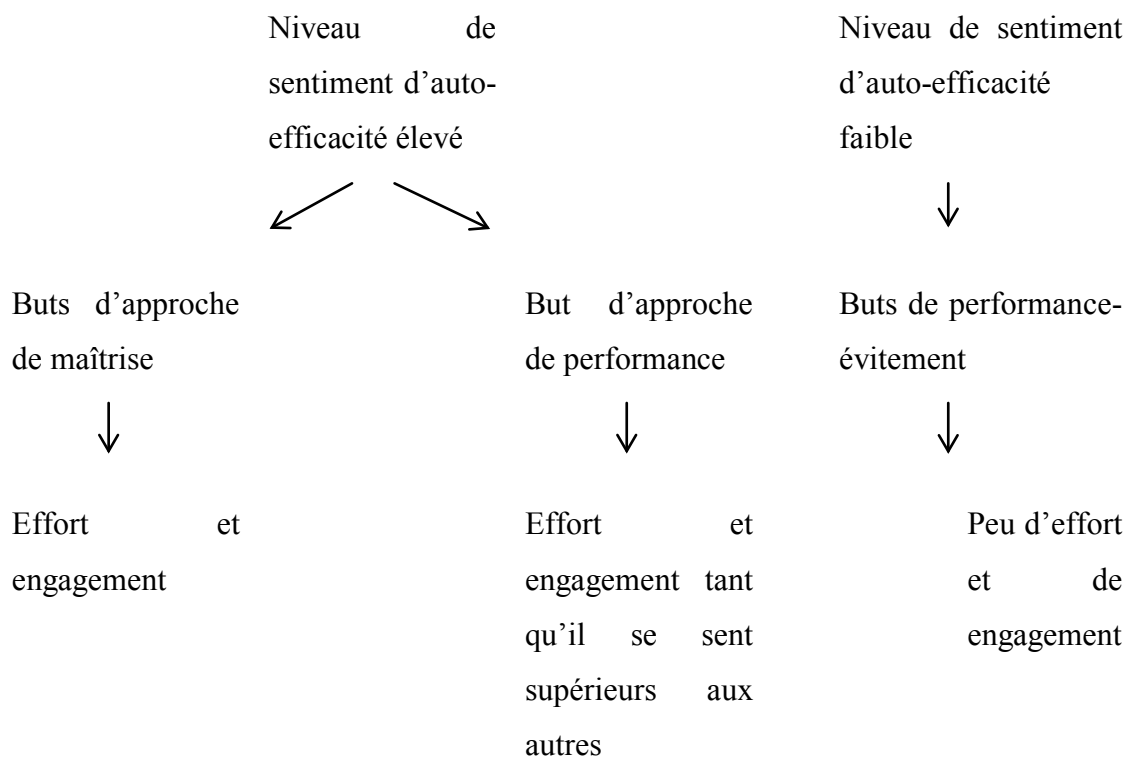 Niveau de
sentiment d'auto-
efficacité élevé
Niveau de sentiment
d'auto-efficacité
faible
Buts d'approche
de maîtrise
But d'approche
de performance
Buts de performance-
évitement
Effort et
engagement
Effort et
engagement tant
qu'il se sent
supérieurs aux
autres
Peu d'effort
et de
engagement